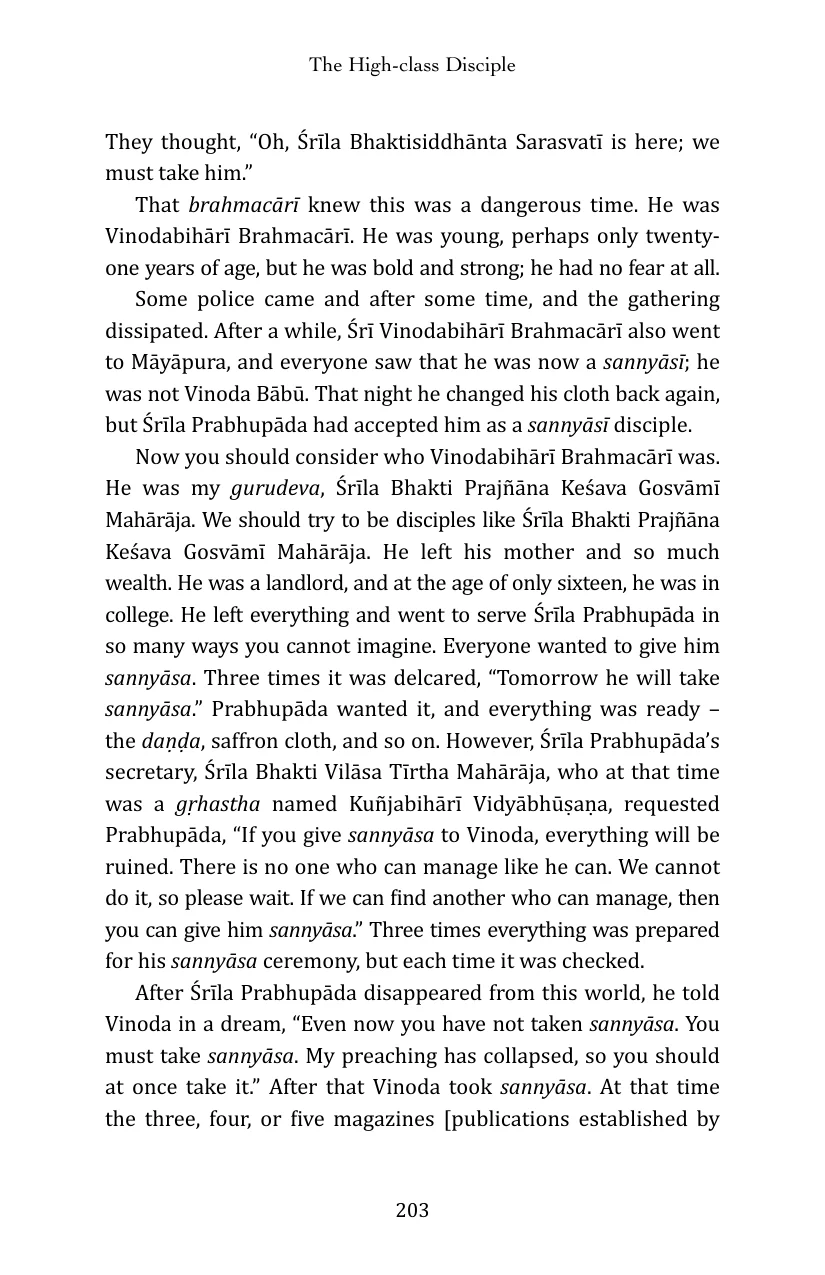 The High-class Disciple
They thought, “Oh, Śrīla Bhaktisiddhānta Sarasvatī is here; we
must take him.”
That brahmacārī knew this was a dangerous time. He was
Vinodabihārī Brahmacārī. He was young, perhaps only twenty-
one years of age, but he was bold and strong; he had no fear at all.
Some police came and after some time, and the gathering
dissipated. After a while, Śrī Vinodabihārī Brahmacārī also went
to Māyāpura, and everyone saw that he was now a sannyāsī; he
was not Vinoda Bābū. That night he changed his cloth back again,
but Śrīla Prabhupāda had accepted him as a sannyāsī disciple.
Now you should consider who Vinodabihārī Brahmacārī was.
He was my gurudeva, Śrīla Bhakti Prajñāna Keśava Gosvāmī
Mahārāja. We should try to be disciples like Śrīla Bhakti Prajñāna
Keśava Gosvāmī Mahārāja. He left his mother and so much
wealth. He was a landlord, and at the age of only sixteen, he was in
college. He left everything and went to serve Śrīla Prabhupāda in
so many ways you cannot imagine. Everyone wanted to give him
sannyāsa. Three times it was delcared, “Tomorrow he will take
sannyāsa.” Prabhupāda wanted it, and everything was ready –
the daṇḍa, saffron cloth, and so on. However, Śrīla Prabhupāda’s
secretary, Śrīla Bhakti Vilāsa Tīrtha Mahārāja, who at that time
was a gṛhastha named Kuñjabihārī Vidyābhūṣaṇa, requested
Prabhupāda, “If you give sannyāsa to Vinoda, everything will be
ruined. There is no one who can manage like he can. We cannot
do it, so please wait. If we can find another who can manage, then
you can give him sannyāsa.” Three times everything was prepared
for his sannyāsa ceremony, but each time it was checked.
After Śrīla Prabhupāda disappeared from this world, he told
Vinoda in a dream, “Even now you have not taken sannyāsa. You
must take sannyāsa. My preaching has collapsed, so you should
at once take it.” After that Vinoda took sannyāsa. At that time
the three, four, or five magazines [publications established by
203